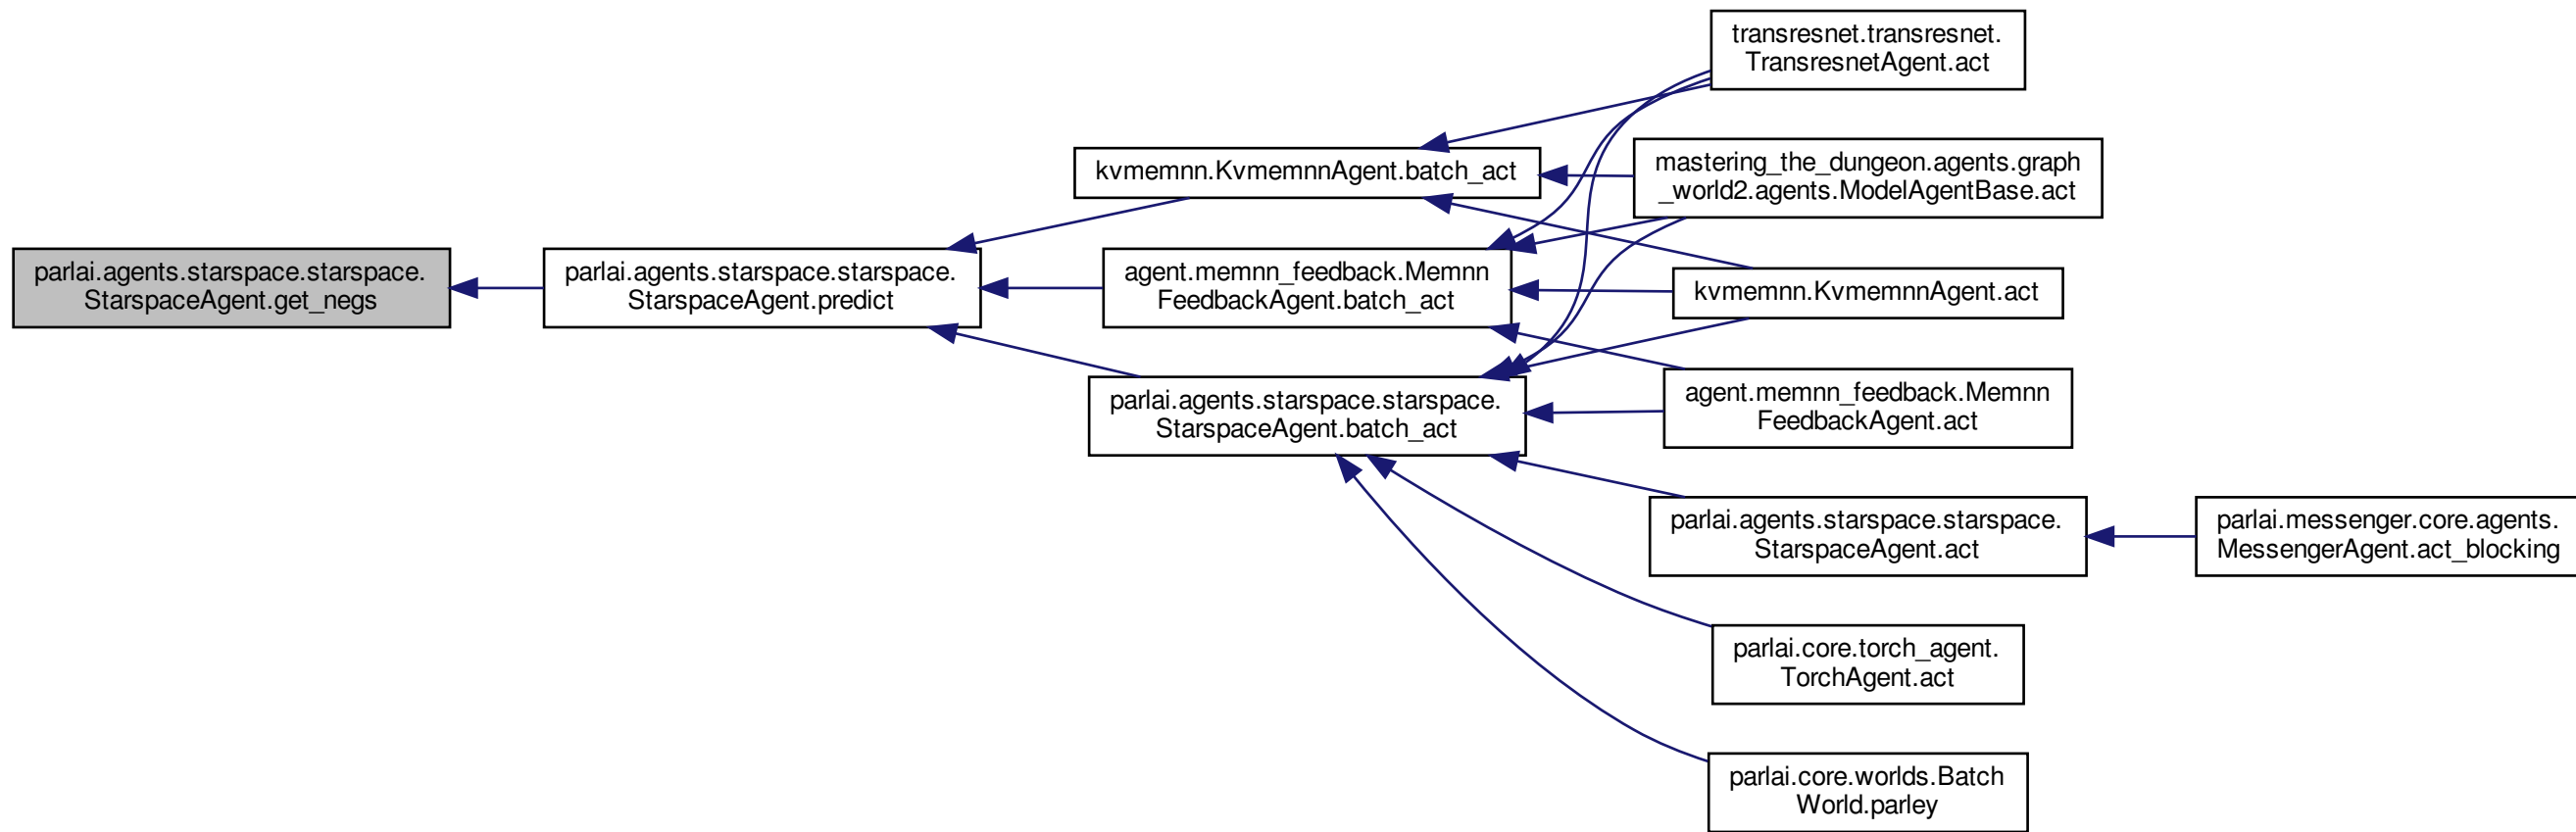 parlai.agents.starspace.starspace.
StarspaceAgent.get_negs
parlai.agents.starspace.starspace.
StarspaceAgent.predict
kvmemnn.KvmemnnAgent.batch_act
agent.memnn_feedback.Memnn
FeedbackAgent.batch_act
parlai.agents.starspace.starspace.
StarspaceAgent.batch_act
transresnet.transresnet.
TransresnetAgent.act
mastering_the_dungeon.agents.graph
_world2.agents.ModelAgentBase.act
kvmemnn.KvmemnnAgent.act
agent.memnn_feedback.Memnn
FeedbackAgent.act
parlai.agents.starspace.starspace.
StarspaceAgent.act
parlai.core.torch_agent.
TorchAgent.act
parlai.core.worlds.Batch
World.parley
parlai.messenger.core.agents.
MessengerAgent.act_blocking